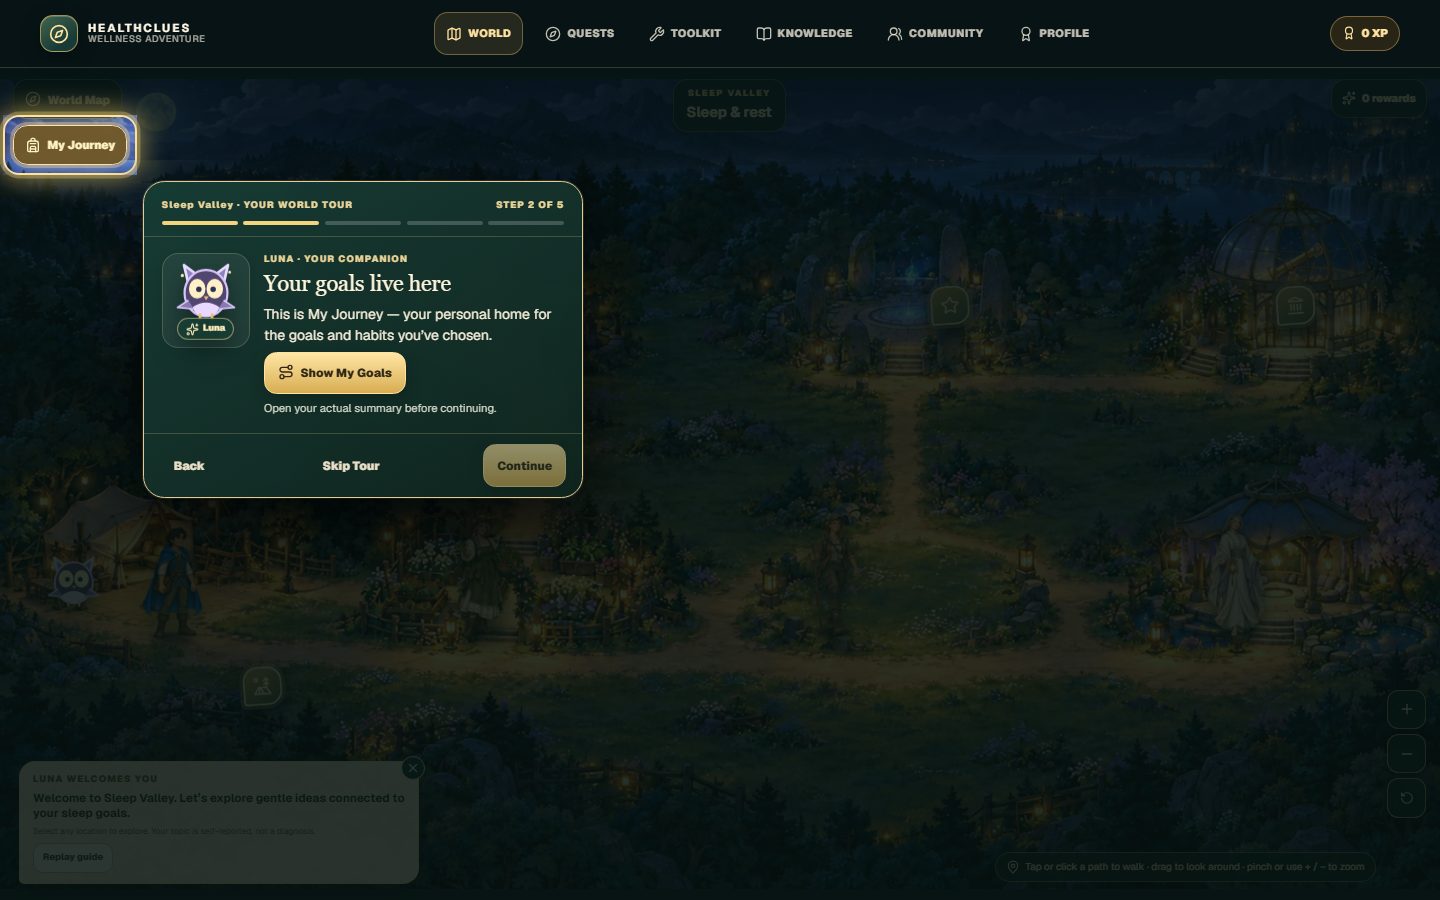 HEALTHCLUES
WELLNESS ADVENTURE
WORLD
QUESTS
TOOLKIT
KNOWLEDGE
COMMUNITY
PROFILE
0 XP
World Map
SLEEP VALLEY
Sleep & rest
0 rewards
My Journey
Sleep Valley · YOUR WORLD TOUR
STEP 2 OF 5
LUNA · YOUR COMPANION
Your goals live here
This is My Journey — your personal home for
the goals and habits you’ve chosen.
Luna
Show My Goals
Open your actual summary before continuing.
Back
Skip Tour
Continue
LUNA WELCOMES YOU
Welcome to Sleep Valley. Let’s explore gentle ideas connected to
your sleep goals.
Select any location to explore. Your topic is self-reported, not a diagnosis.
Replay guide
Tap or click a path to walk · drag to look around · pinch or use + / − to zoom